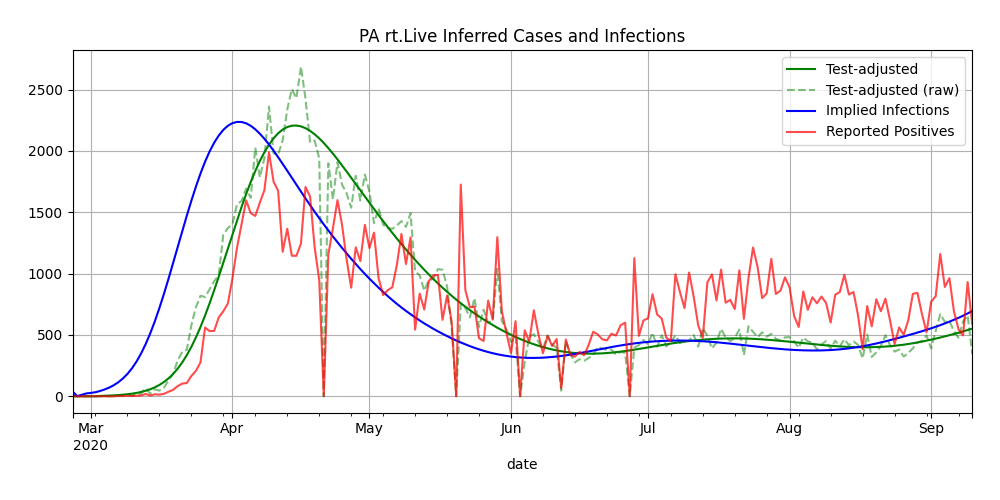 PA rt.Live Inferred Cases and Infections
Test-adjusted
Test-adjusted (raw)
Implied Infections
Reported Positives
2500
2000
1500
1000
500
0
Mar Apr May Jun Jul Aug Sep
2020
date